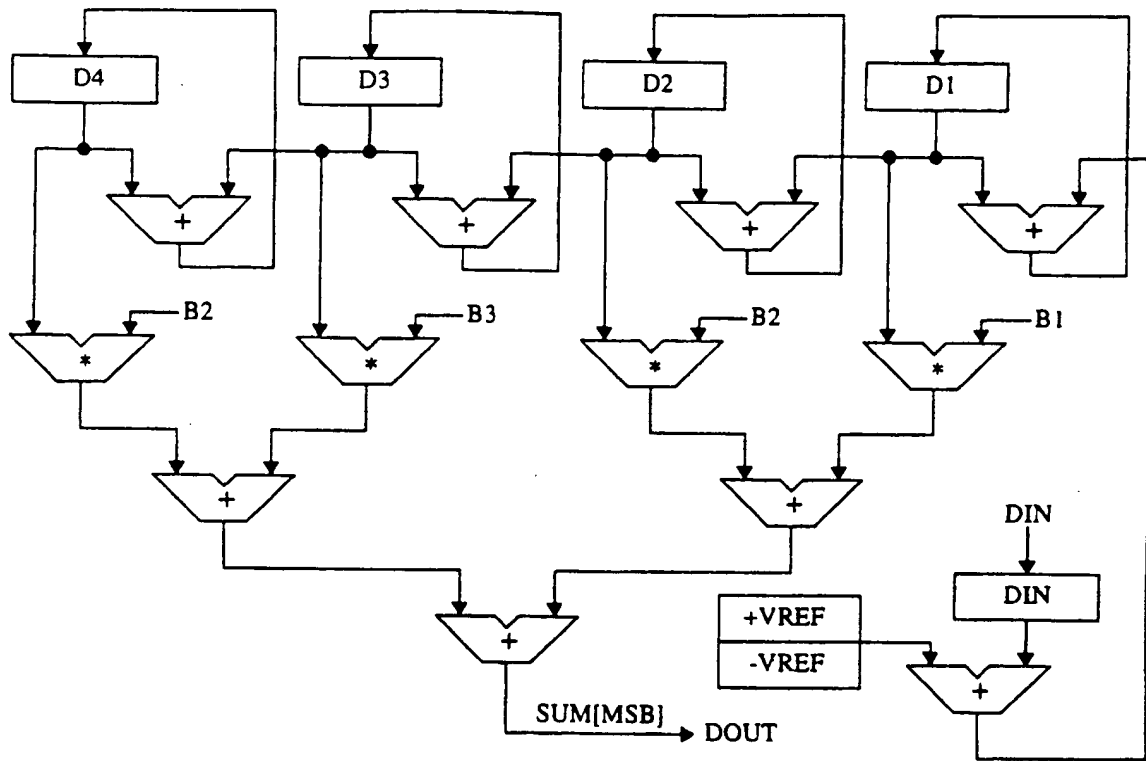 D4 D3 D2 D1
+ + + +
B2 B3 B2 B1
* * * *
+ +
DIN
DIN
+VREF
-VREF
+ +
SUM[MSB] DOUT